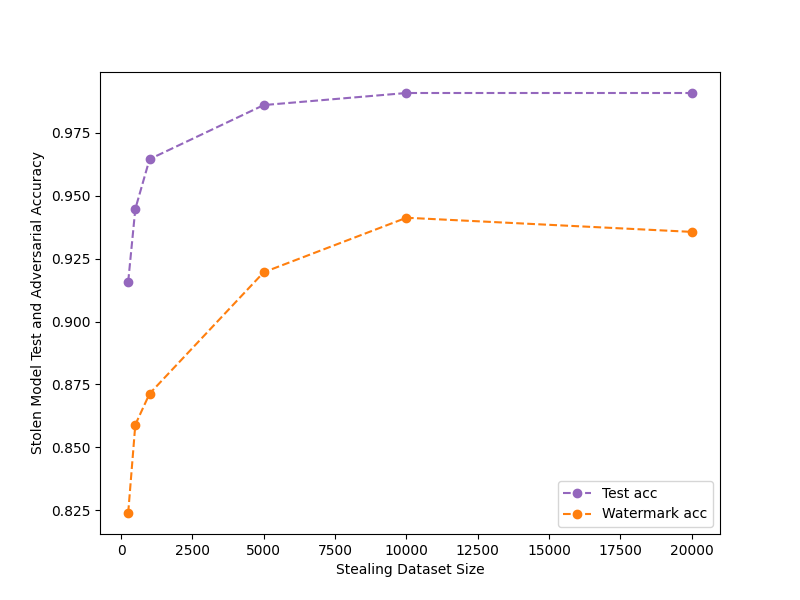 0.975
0.950
0.925
0.900
0.875
0.850
0.825
Stolen Model Test and Adversarial Accuracy
Test acc
Watermark acc
0 2500 5000 7500 10000 12500 15000 17500 20000
Stealing Dataset Size